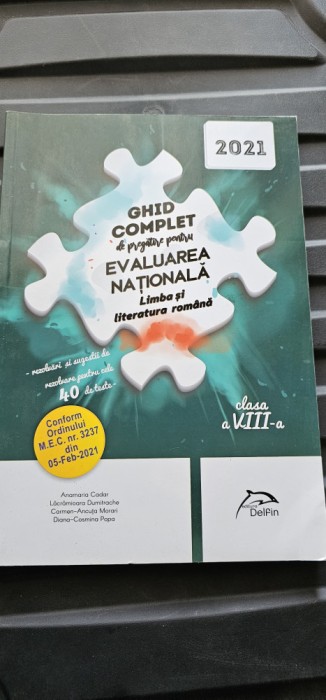 2021
GHID
COMPLET
de pregătire pentru
EVALUAREA
NAȚIONALĂ
Limba și
literatura română
- rezolvări și sugestii de
rezolvare pentru cele
40 de teste -
clasa
a VIII-a
Conform
Ordinului
M.E.C. nr. 3237
din
05-Feb-2021
Anamaria Cadar
Lăcrămioara Dumitrache
Carmen-Ancuța Morari
Diana-Cosmina Popa
DelFin